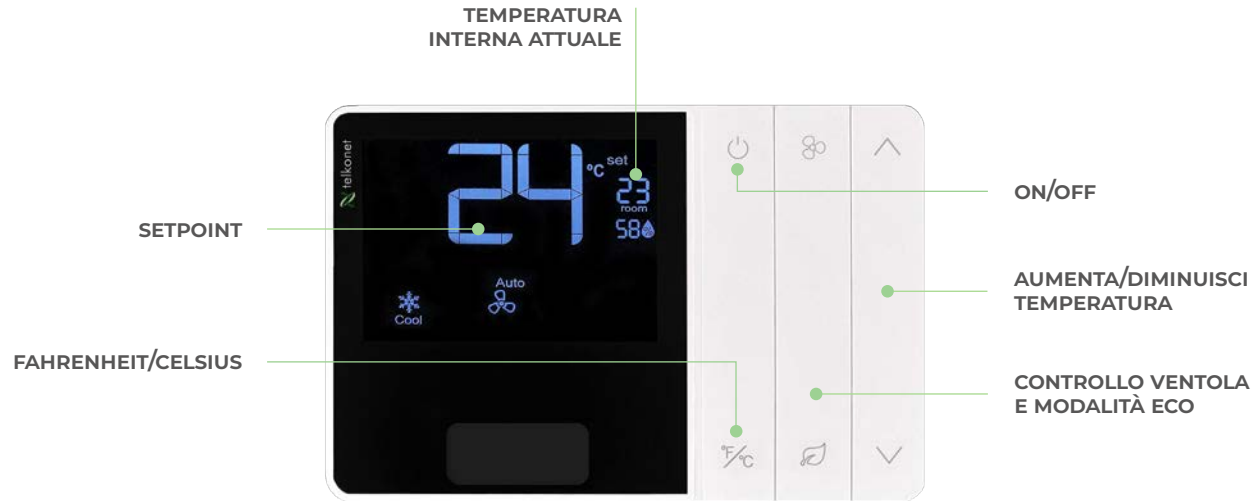 TEMPERATURA
INTERNA ATTUALE
telkonet
24 °C set
23
room
58%
Auto
Cool
°F/°C
SETPOINT
FAHRENHEIT/CELSIUS
ON/OFF
AUMENTA/DIMINUISCI
TEMPERATURA
CONTROLLO VENTOLA
E MODALITÀ ECO